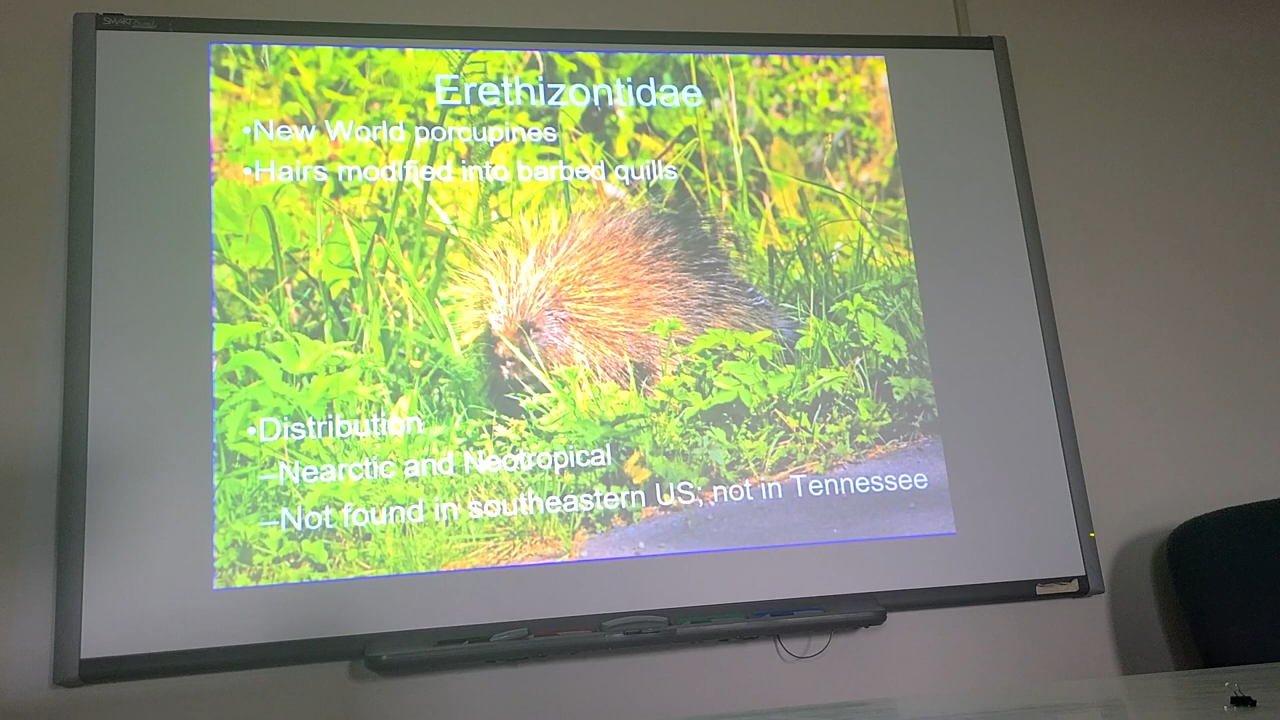 SMART
Erethizontidae
•New World porcupines
•Hairs modified into barbed quills
•Distribution
–Nearctic and Neotropical
–Not found in southeastern US; not in Tennessee